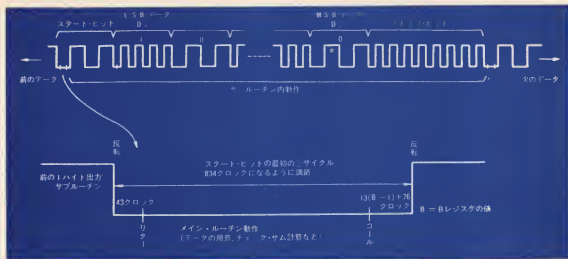 LSBデータ
MSBデータ
スタート・ビット
D₀
D
ストップ・ビット
1
0
0
*
前のデータ
次のデータ
サブルーチン内動作
反転
反転
前の1バイト出力
サブルーチン
スタート・ビットの最初の
サイクル
834クロックになるように調節
43クロック
13(B−1)+76
クロック
リターン
コール
B=Bレジスタの値
メイン・ルーチン動作
(データの用意,チェック・サム計算など)